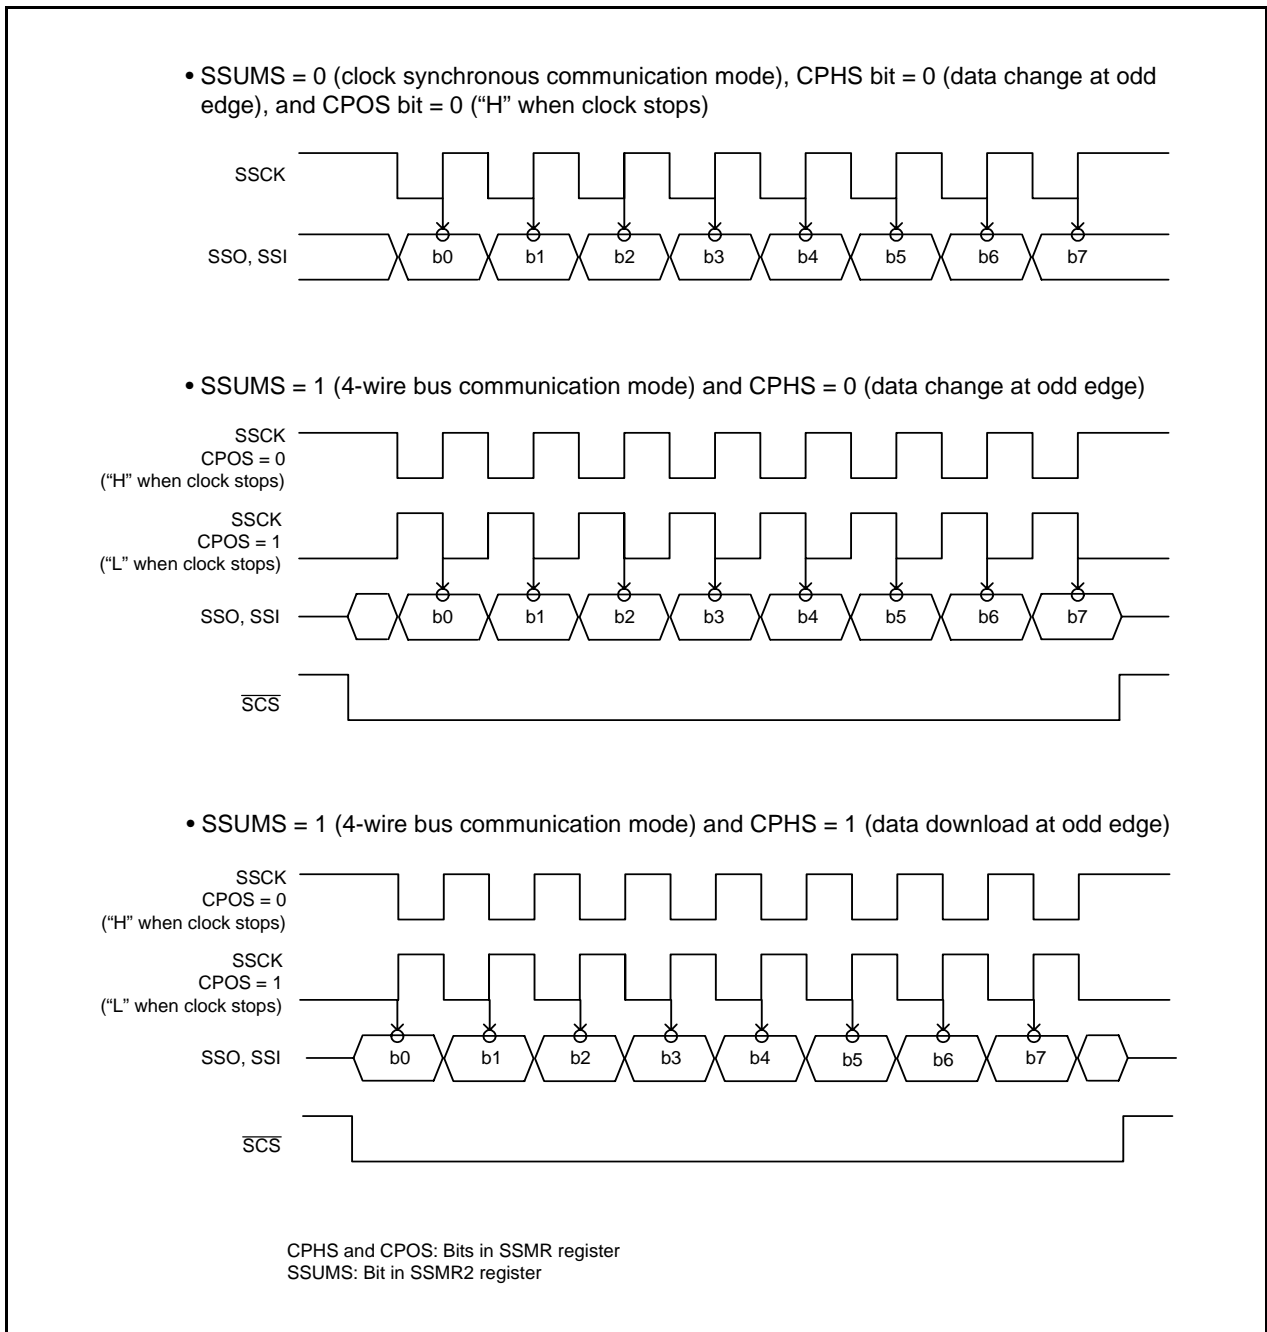 • SSUMS = 0 (clock synchronous communication mode), CPHS bit = 0 (data change at odd
edge), and CPOS bit = 0 (“H” when clock stops)
SSCK
SSO, SSI
b0 b1 b2 b3 b4 b5 b6 b7
• SSUMS = 1 (4-wire bus communication mode) and CPHS = 0 (data change at odd edge)
SSCK
CPOS = 0
(“H” when clock stops)
SSCK
CPOS = 1
(“L” when clock stops)
SSO, SSI
b0 b1 b2 b3 b4 b5 b6 b7
SCS
• SSUMS = 1 (4-wire bus communication mode) and CPHS = 1 (data download at odd edge)
SSCK
CPOS = 0
(“H” when clock stops)
SSCK
CPOS = 1
(“L” when clock stops)
SSO, SSI
b0 b1 b2 b3 b4 b5 b6 b7
SCS
CPHS and CPOS: Bits in SSMR register
SSUMS: Bit in SSMR2 register